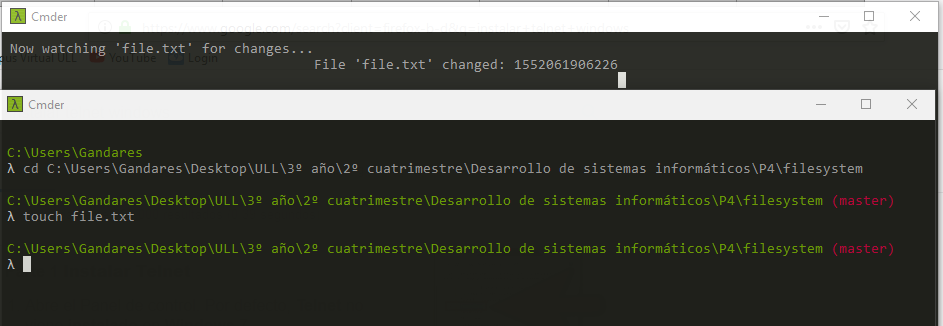 Cmder
Now watching 'file.txt' for changes...
File 'file.txt' changed: 1552061906226
Virtual ULL YouTube Login
Cmder
C:\Users\Gandares
λ cd C:\Users\Gandares\Desktop\ULL\3º año\2º cuatrimestre\Desarrollo de sistemas informáticos\P4\filesystem
C:\Users\Gandares\Desktop\ULL\3º año\2º cuatrimestre\Desarrollo de sistemas informáticos\P4\filesystem (master)
λ touch file.txt
C:\Users\Gandares\Desktop\ULL\3º año\2º cuatrimestre\Desarrollo de sistemas informáticos\P4\filesystem (master)
λ